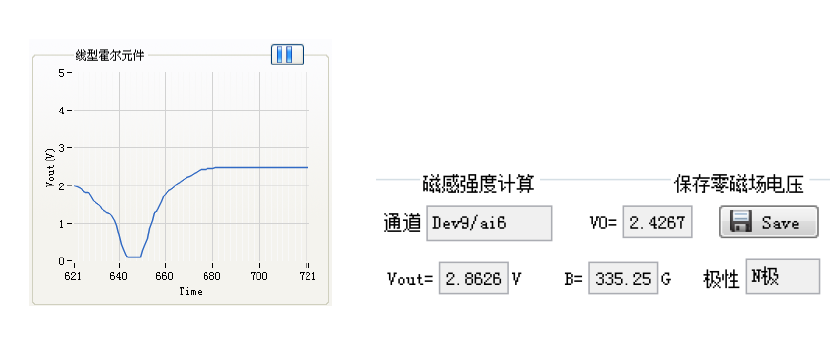 线型霍尔元件
5
4
3
2
1
0
Vout(V)
621 640 660 680 700 721
Time
磁感强度计算 保存零磁场电压
通道 Dev9/ai6 V0= 2.4267 Save
Vout= 2.8626 V B= 335.25 G 极性 N极